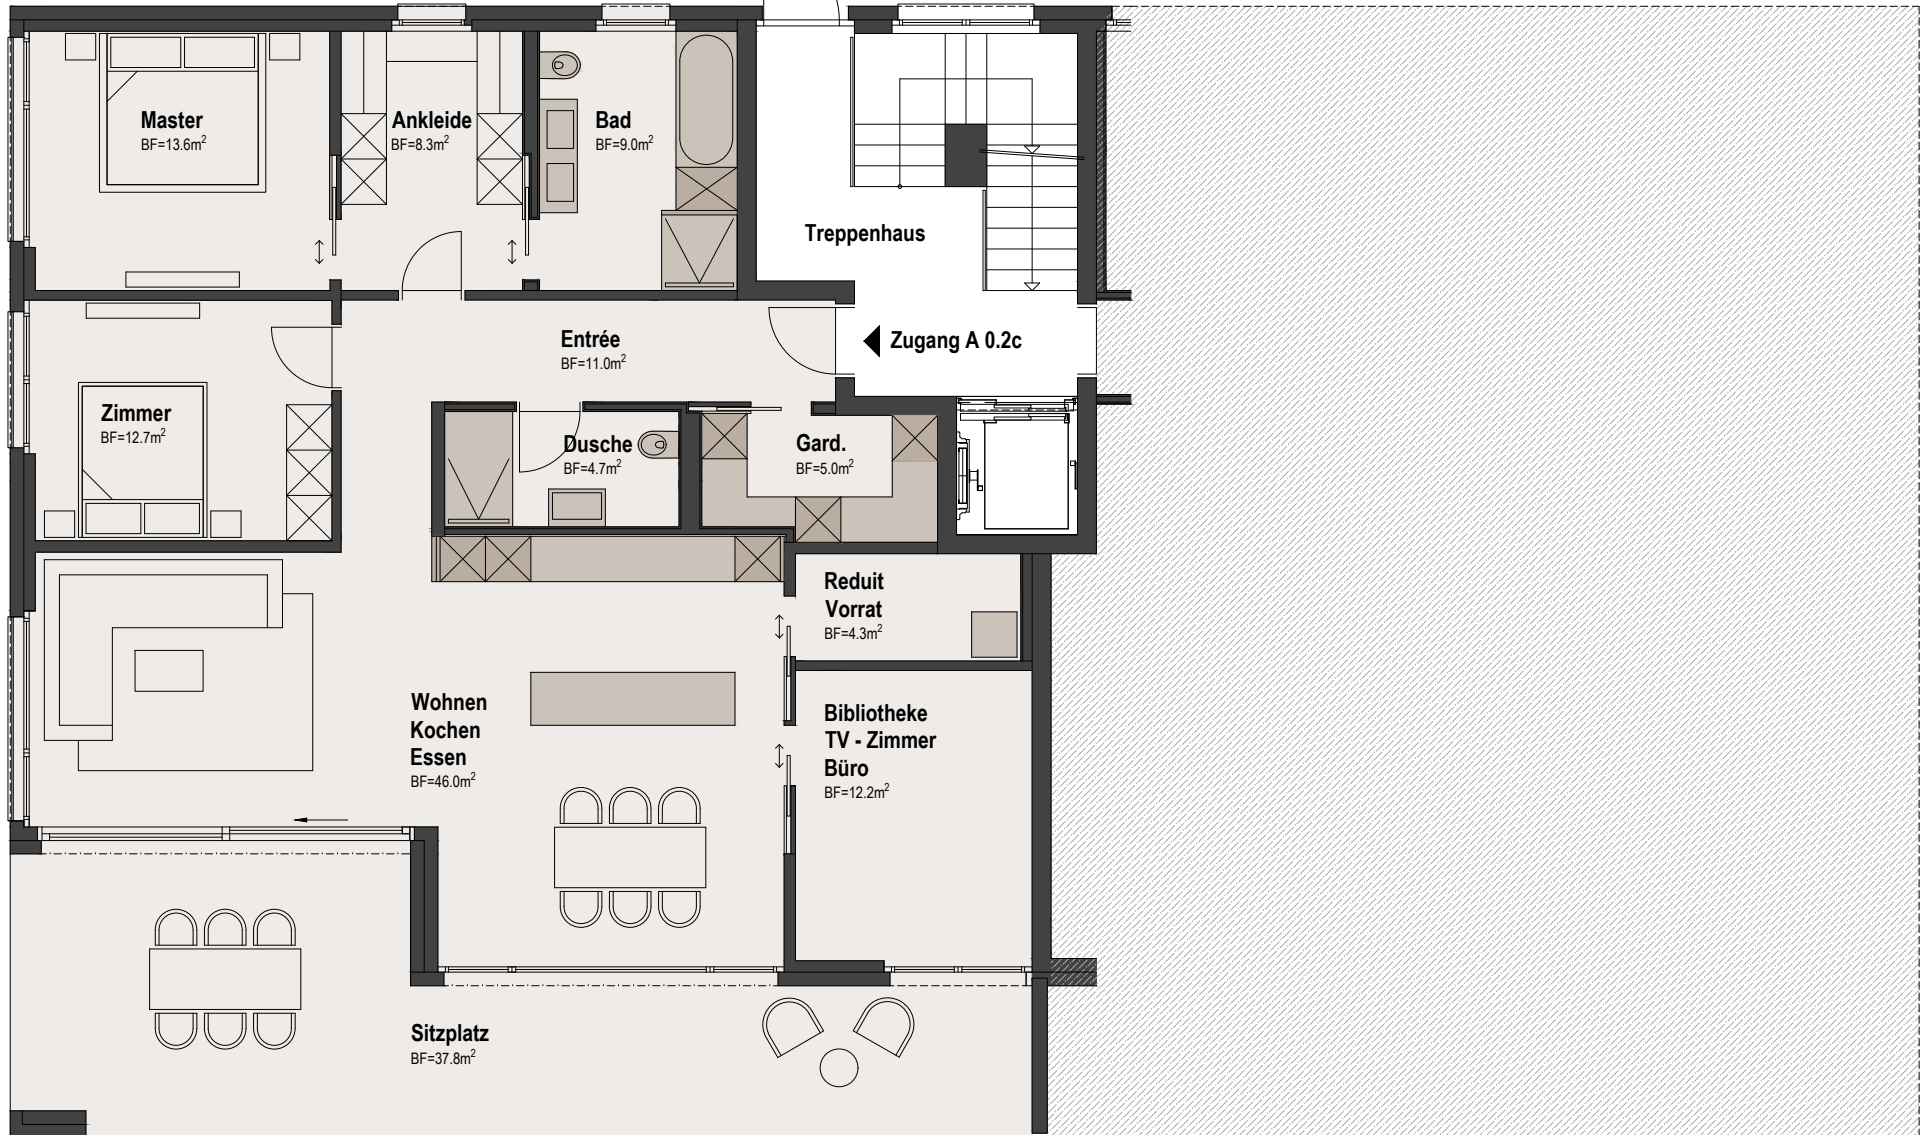 Master
BF=13.6m²
Ankleide
BF=8.3m²
Bad
BF=9.0m²
Treppenhaus
Entrée
BF=11.0m²
Zugang A 0.2c
Zimmer
BF=12.7m²
Dusche
BF=4.7m²
Gard.
BF=5.0m²
Reduit
Vorrat
BF=4.3m²
Wohnen
Kochen
Essen
BF=46.0m²
Bibliotheke
TV - Zimmer
Büro
BF=12.2m²
Sitzplatz
BF=37.8m²